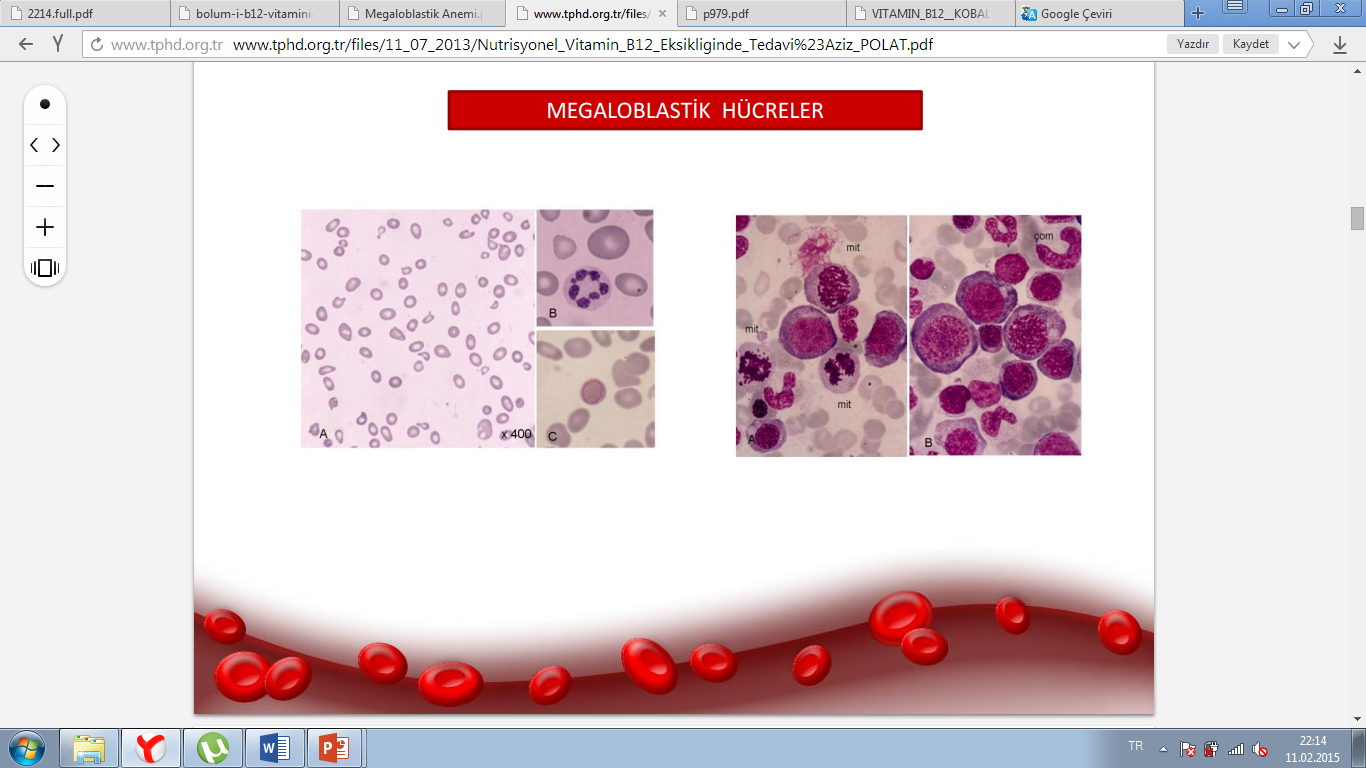 2214.full.pdf
bolum-i-b12-vitamini
Megaloblastik Anemi.p
www.tphd.org.tr/files/
p979.pdf
VITAMIN_B12__KOBAL
Google Çeviri
www.tphd.org.tr www.tphd.org.tr/files/11_07_2013/Nutrisyonel_Vitamin_B12_Eksikliginde_Tedavi%23Aziz_POLAT.pdf
Yazdır
Kaydet
MEGALOBLASTİK HÜCRELER
A
x 400
B
C
mit
mit
mit
A
çom
B
TR
22:14
11.02.2015